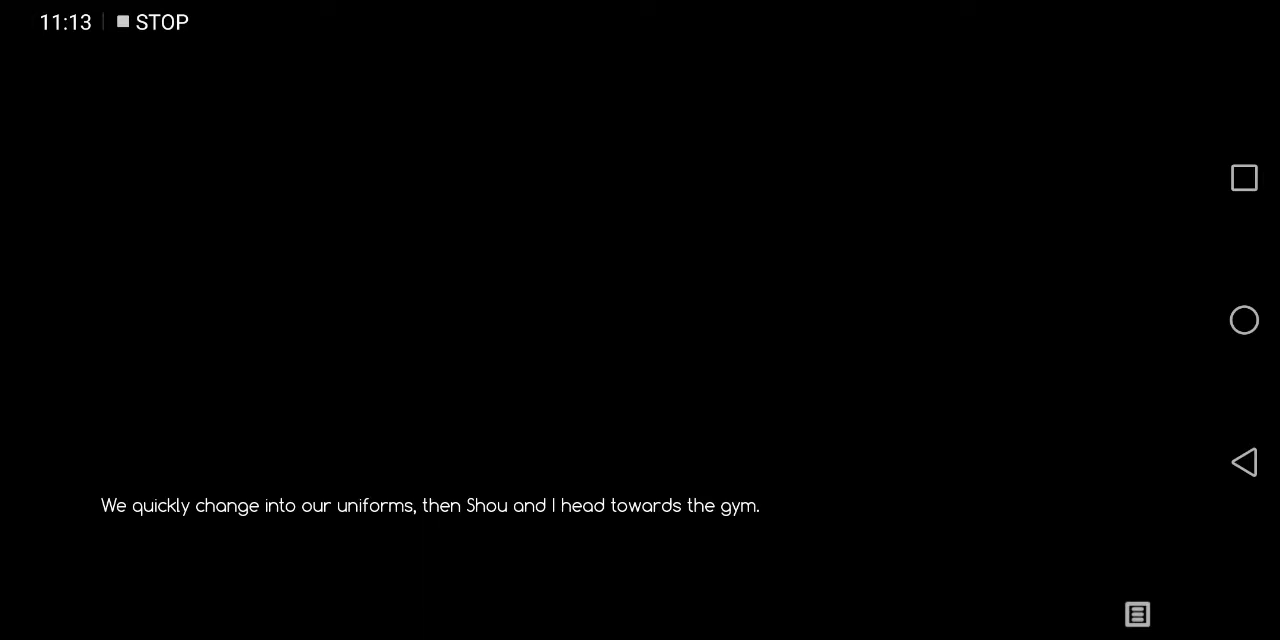 11:13 STOP
We quickly change into our uniforms, then Shou and I head towards the gym.